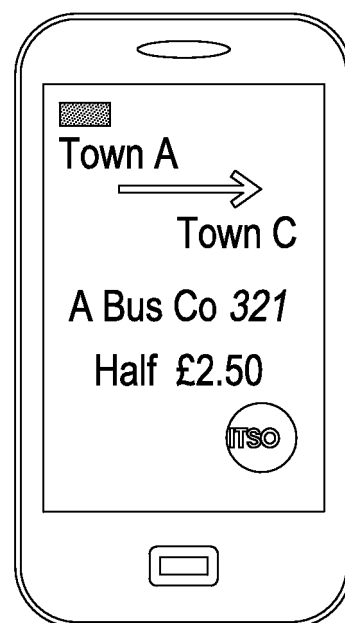 Town A
Town C
A Bus Co 321
Half £2.50
ITSO